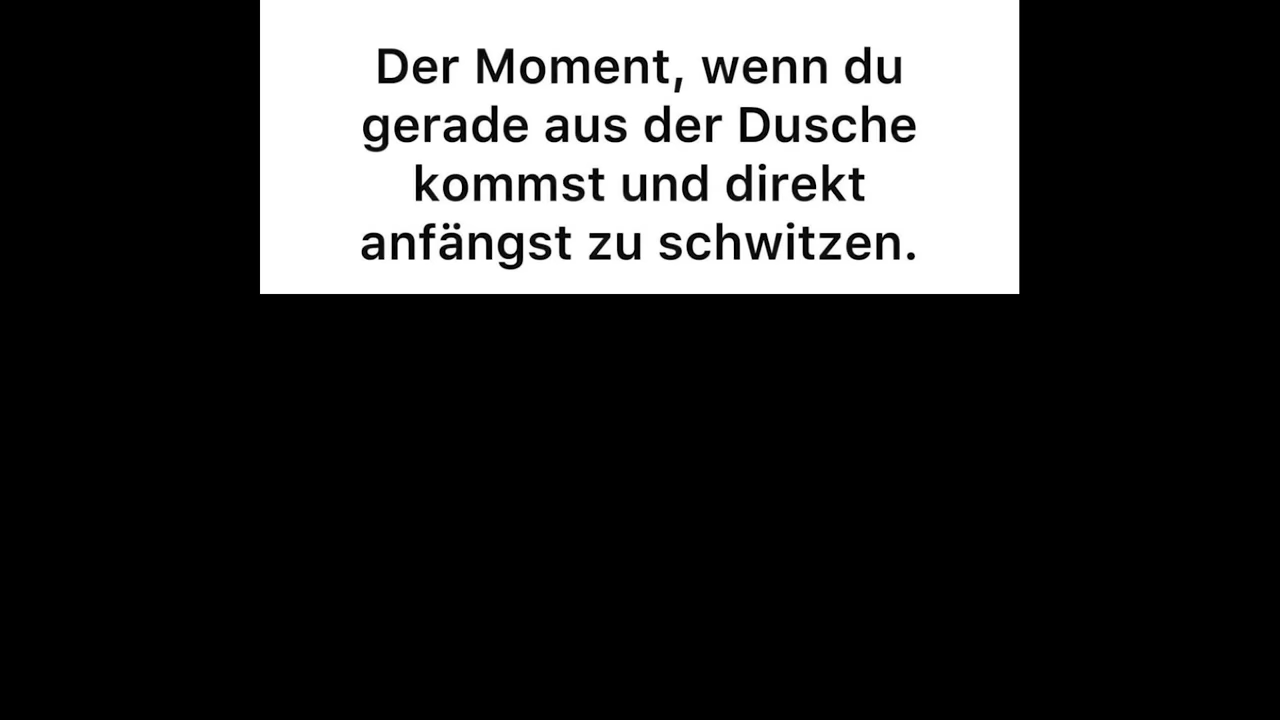 Der Moment, wenn du
gerade aus der Dusche
kommst und direkt
anfängst zu schwitzen.